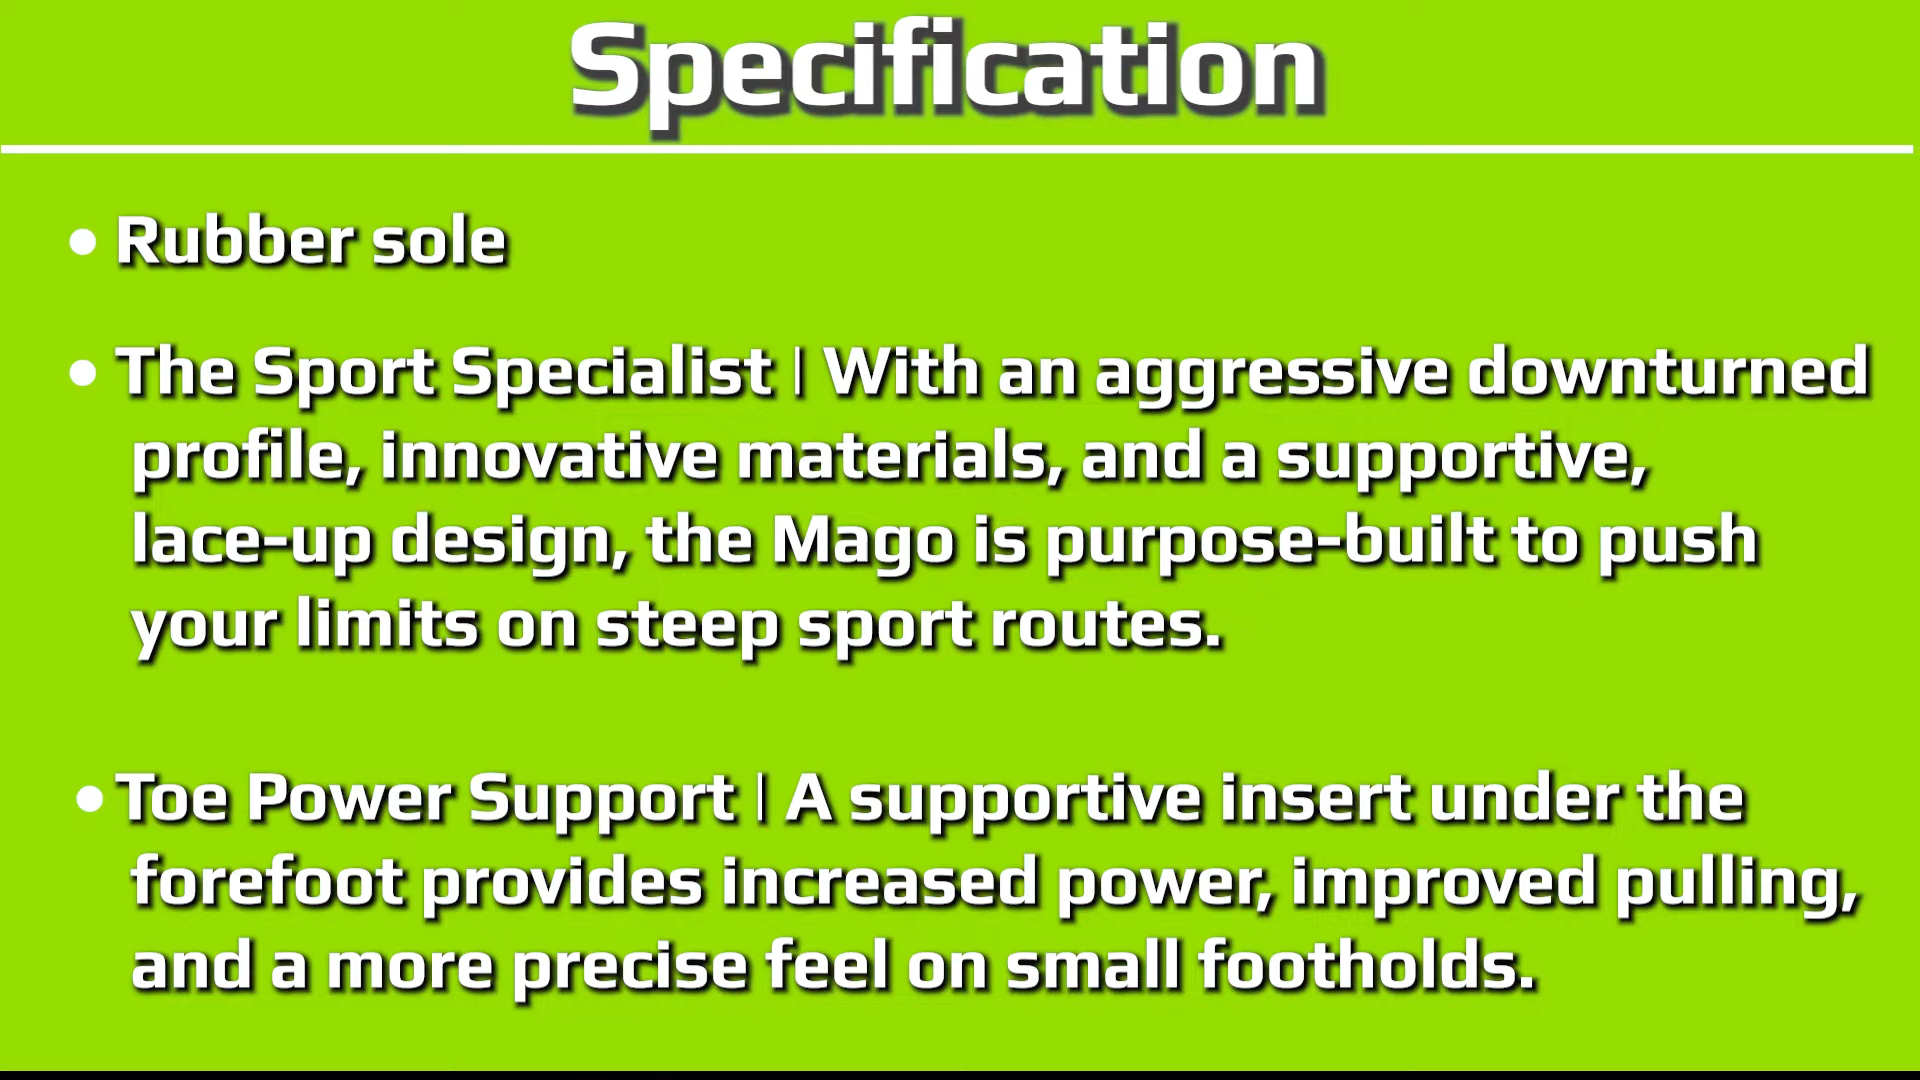 Specification
• Rubber sole
• The Sport Specialist | With an aggressive downturned
profile, innovative materials, and a supportive,
lace-up design, the Mago is purpose-built to push
your limits on steep sport routes.
• Toe Power Support | A supportive insert under the
forefoot provides increased power, improved pulling,
and a more precise feel on small footholds.